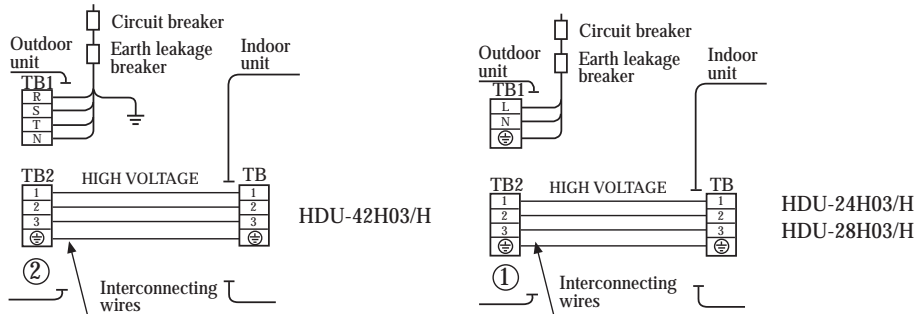 Circuit breaker
Outdoor
unit
Earth leakage
breaker
Indoor
unit
TB1
R
S
T
N
TB2
HIGH VOLTAGE
TB
1
1
2
2
3
3
HDU-42H03/H
②
Interconnecting
wires
Circuit breaker
Outdoor
unit
Earth leakage
breaker
Indoor
unit
TB1
L
N
TB2
HIGH VOLTAGE
TB
1
1
2
2
3
3
HDU-24H03/H
HDU-28H03/H
①
Interconnecting
wires